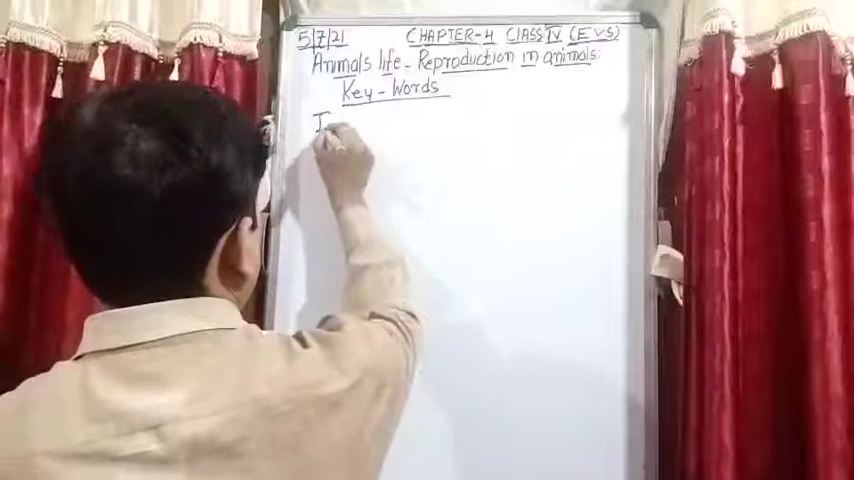 5/7/21 CHAPTER-4 CLASS IV (EVS)
Animals life - Reproduction in animals:
Key - Words
I